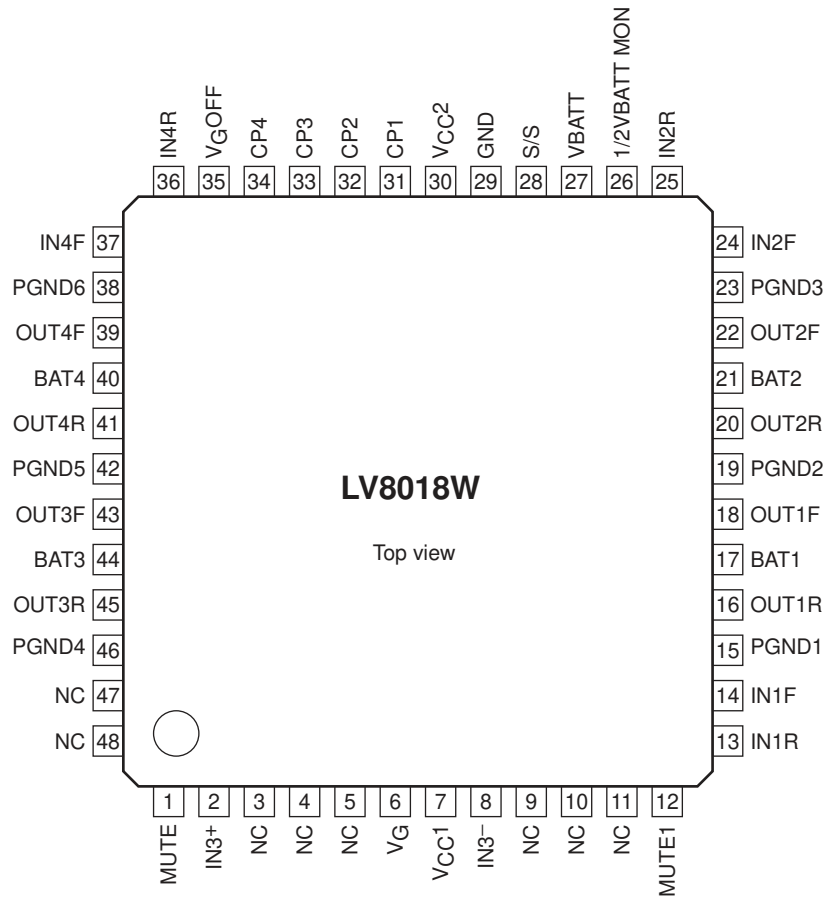 IN4R
VGOFF
CP4
CP3
CP2
CP1
VCC2
GND
S/S
VBATT
1/2VBATT MON
IN2R
36 35 34 33 32 31 30 29 28 27 26 25
IN4F 37
PGND6 38
OUT4F 39
BAT4 40
OUT4R 41
PGND5 42
OUT3F 43
BAT3 44
OUT3R 45
PGND4 46
NC 47
NC 48
LV8018W
Top view
24 IN2F
23 PGND3
22 OUT2F
21 BAT2
20 OUT2R
19 PGND2
18 OUT1F
17 BAT1
16 OUT1R
15 PGND1
14 IN1F
13 IN1R
1 2 3 4 5 6 7 8 9 10 11 12
MUTE
IN3+
NC
NC
NC
VG
VCC1
IN3–
NC
NC
NC
MUTE1